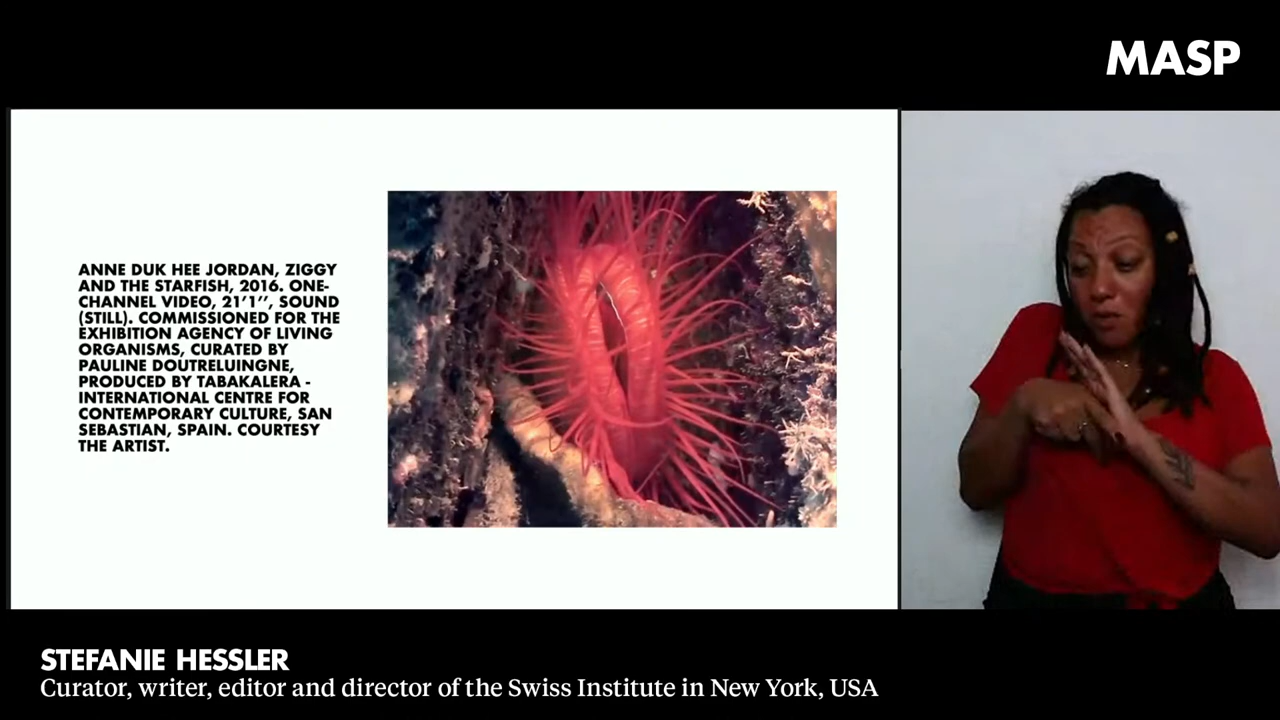 MASP
ANNE DUK HEE JORDAN, ZIGGY
AND THE STARFISH, 2016. ONE-
CHANNEL VIDEO, 21'1’’, SOUND
(STILL). COMMISSIONED FOR THE
EXHIBITION AGENCY OF LIVING
ORGANISMS, CURATED BY
PAULINE DOUTRELUINGNE,
PRODUCED BY TABAKALERA -
INTERNATIONAL CENTRE FOR
CONTEMPORARY CULTURE, SAN
SEBASTIAN, SPAIN. COURTESY
THE ARTIST.
STEFANIE HESSLER
Curator, writer, editor and director of the Swiss Institute in New York, USA